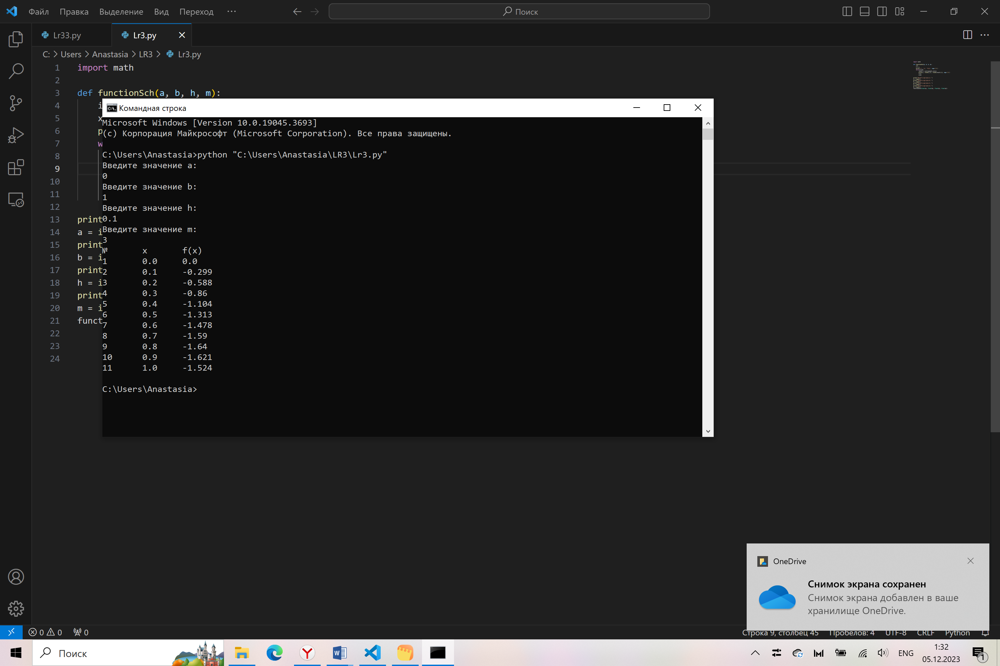 Файл Правка Выделение Вид Переход ··· Поиск
Lr33.py Lr3.py
C: > Users > Anastasia > LR3 > Lr3.py
1 import math
2
3 def functionSch(a, b, h, m):
4 i
5 x
6 p
7 w
8
9
10
11
12
13 print
14 a = i
15 print
16 b = i
17 print
18 h = i
19 print
20 m = i
21 funct
22
23
24
Командная строка
Microsoft Windows [Version 10.0.19045.3693]
(c) Корпорация Майкрософт (Microsoft Corporation). Все права защищены.
C:\Users\Anastasia>python "C:\Users\Anastasia\LR3\Lr3.py"
Введите значение a:
0
Введите значение b:
1
Введите значение h:
0.1
Введите значение m:
3
№ x f(x)
1 0.0 0.0
2 0.1 -0.299
3 0.2 -0.588
4 0.3 -0.86
5 0.4 -1.104
6 0.5 -1.313
7 0.6 -1.478
8 0.7 -1.59
9 0.8 -1.64
10 0.9 -1.621
11 1.0 -1.524
C:\Users\Anastasia>
OneDrive
Снимок экрана сохранен
Снимок экрана добавлен в ваше
хранилище OneDrive.
0 0 0 Строка 9, столбец 45 Пробелов: 4 UTF-8 CRLF Python
Поиск
ENG
1:32
05.12.2023
1